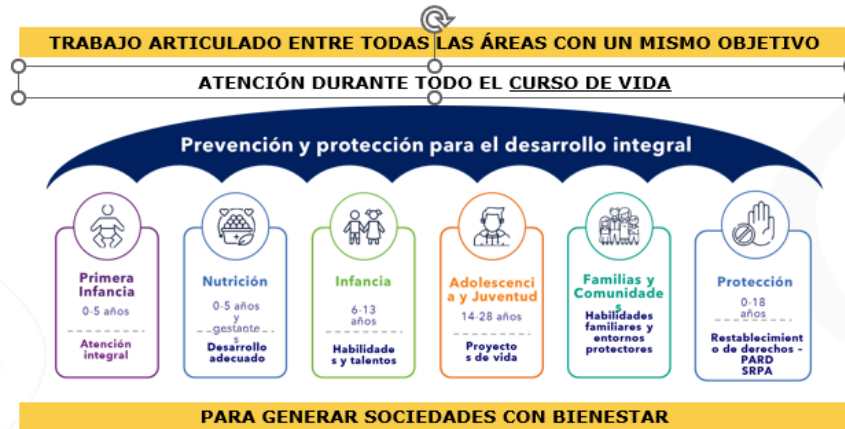 TRABAJO ARTICULADO ENTRE TODAS LAS ÁREAS CON UN MISMO OBJETIVO
ATENCIÓN DURANTE TODO EL CURSO DE VIDA
Prevención y protección para el desarrollo integral
Primera
Infancia
0-5 años
Atención
integral
Nutrición
0-5 años
y
gestante
s
Desarrollo
adecuado
Infancia
6-13
años
Habilidade
s y talentos
Adolescenci
a y Juventud
14-28 años
Proyecto
s de vida
Familias y
Comunidade
s
Habilidades
familiares y
entornos
protectores
Protección
0-18
años
Restablecimient
o de derechos –
PARD
SRPA
PARA GENERAR SOCIEDADES CON BIENESTAR